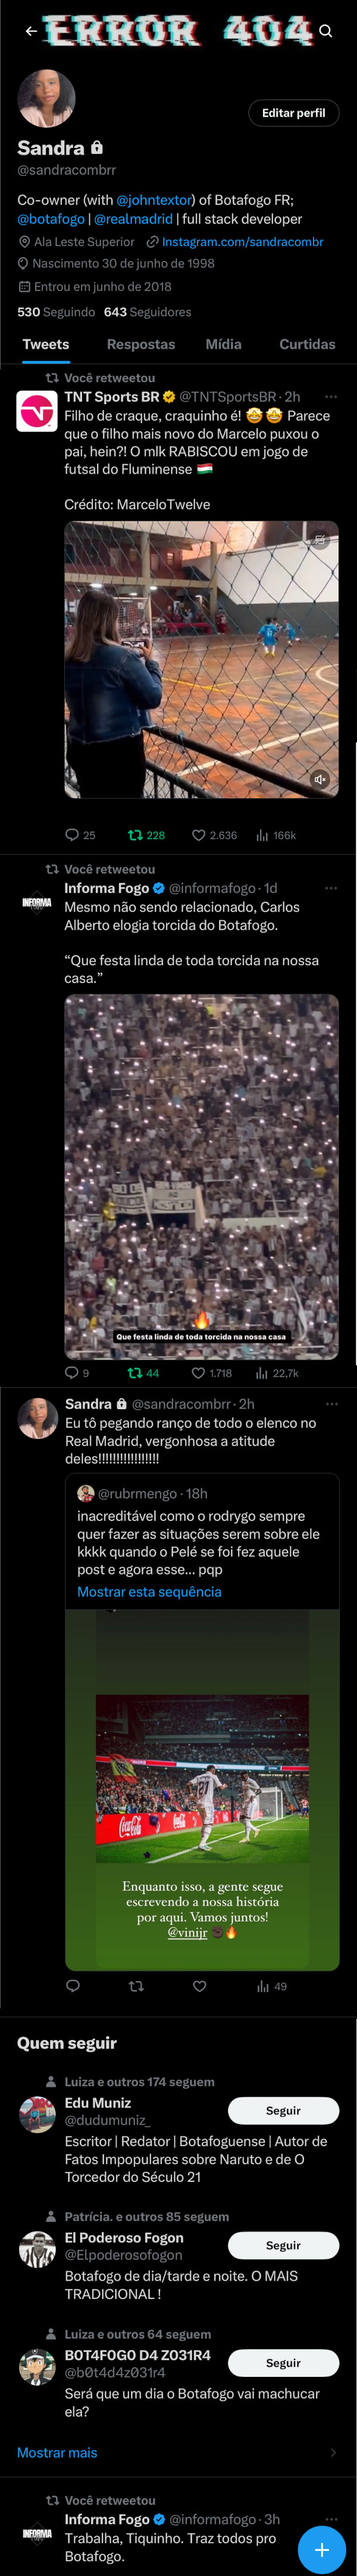 ERROR 404
Editar perfil
Sandra
@sandracombrr
Co-owner (with @johntextor) of Botafogo FR;
@botafogo | @realmadrid | full stack developer
Ala Leste Superior Instagram.com/sandracombr
Nascimento 30 de junho de 1998
Entrou em junho de 2018
530 Seguindo 643 Seguidores
Tweets Respostas Mídia Curtidas
Você retweetou
TNT Sports BR @TNTSportsBR · 2h
Filho de craque, craquinho é! 🤩🤩 Parece
que o filho mais novo do Marcelo puxou o
pai, hein?! O mlk RABISCOU em jogo de
futsal do Fluminense 🇭🇺
Crédito: MarceloTwelve
25 228 2.636 166k
Você retweetou
Informa Fogo @informafogo · 1d
INFORMA
FOGO
Mesmo não sendo relacionado, Carlos
Alberto elogia torcida do Botafogo.
“Que festa linda de toda torcida na nossa
casa.”
🔥
Que festa linda de toda torcida na nossa casa
9 44 1.718 22,7k
Sandra @sandracombrr · 2h
Eu tô pegando ranço de todo o elenco no
Real Madrid, vergonhosa a atitude
deles!!!!!!!!!!!!!!!!!
@rubrmengo · 18h
inacreditável como o rodrygo sempre
quer fazer as situações serem sobre ele
kkkk quando o Pelé se foi fez aquele
post e agora esse... pqp
Mostrar esta sequência
Coca-Cola
Enquanto isso, a gente segue
escrevendo a nossa história
por aqui. Vamos juntos!
@vinijr ✊🏿🔥
49
Quem seguir
Luiza e outros 174 seguem
Edu Muniz
@dudumuniz_
Seguir
Escritor | Redator | Botafoguense | Autor de
Fatos Impopulares sobre Naruto e de O
Torcedor do Século 21
Patrícia. e outros 85 seguem
El Poderoso Fogon
@Elpoderosofogon
Seguir
Botafogo de dia/tarde e noite. O MAIS
TRADICIONAL !
Luiza e outros 64 seguem
B0T4F0G0 D4 Z031R4
@b0t4d4z031r4
Seguir
Será que um dia o Botafogo vai machucar
ela?
Mostrar mais
Você retweetou
Informa Fogo @informafogo · 3h
INFORMA
FOGO
Trabalha, Tiquinho. Traz todos pro
Botafogo.